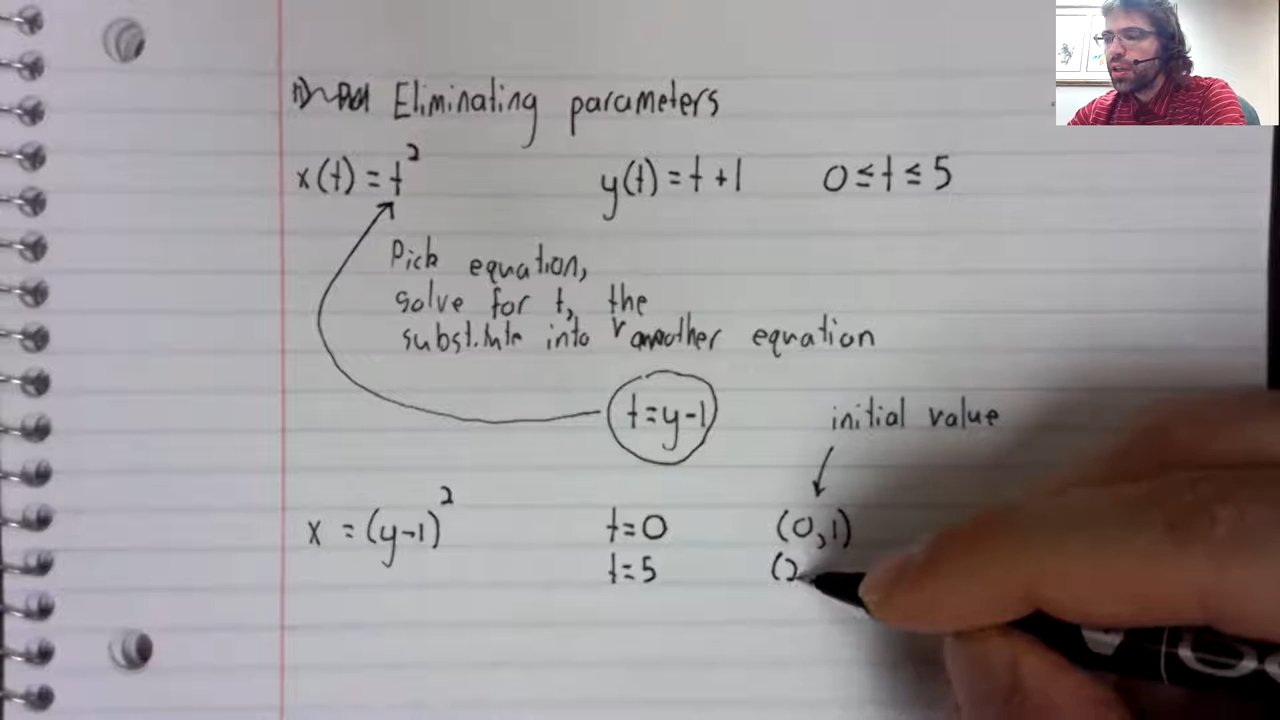 Eliminating parameters
x(t) = t² y(t) = t + 1 0 ≤ t ≤ 5
Pick equation,
solve for t, the
substitute into another equation
t = y - 1
initial value
x = (y-1)² t = 0 (0,1)
t = 5 (2